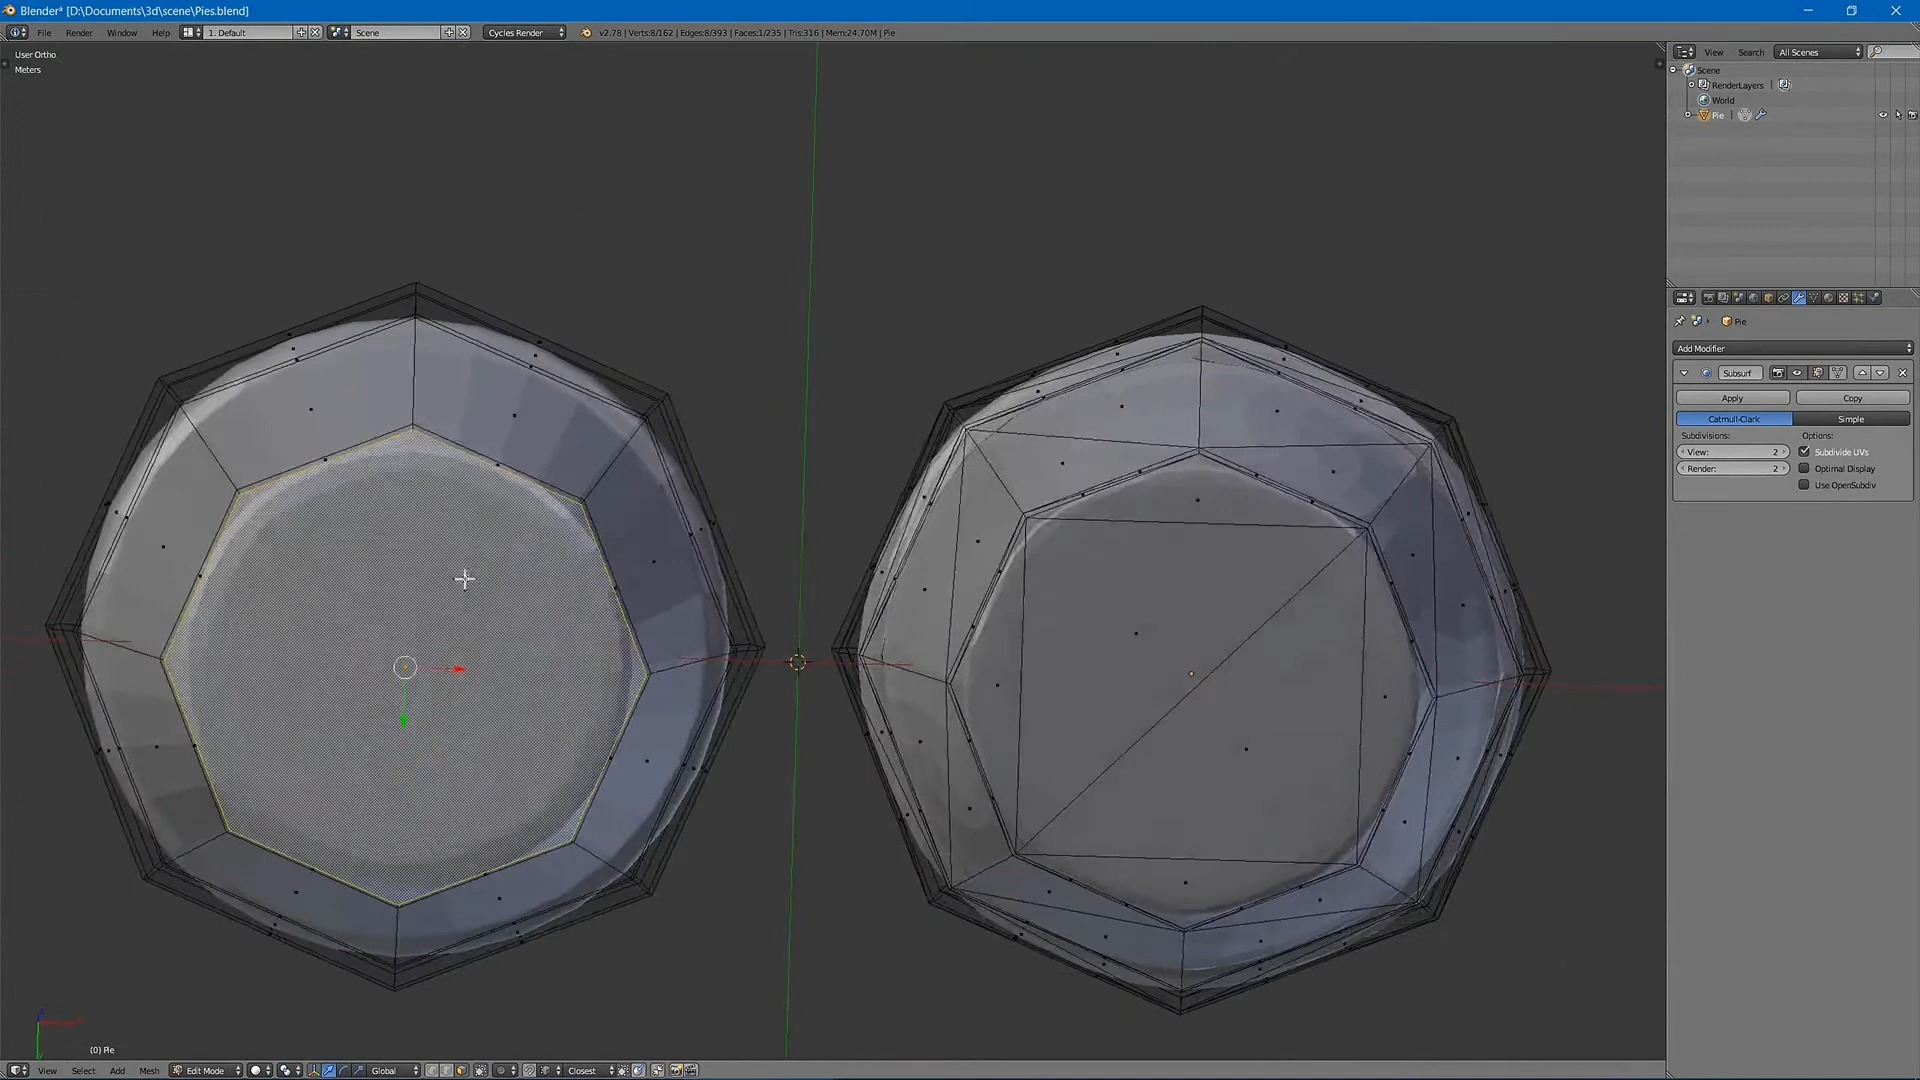 Blender* [D:\Documents\3d\scene\Pies.blend]
File Render Window Help 1. Default Scene Cycles Render v2.78 | Verts:8/162 | Edges:8/393 | Faces:1/235 | Tris:316 | Mem:24.70M | Pie
User Ortho
Meters
View Search All Scenes
Scene
RenderLayers
World
Pie
Pie
Add Modifier
Subsurf
Apply Copy
Catmull-Clark Simple
Subdivisions: Options:
View: 2 Subdivide UVs
Render: 2 Optimal Display
Use OpenSubdiv
(0) Pie
View Select Add Mesh Edit Mode Global Closest